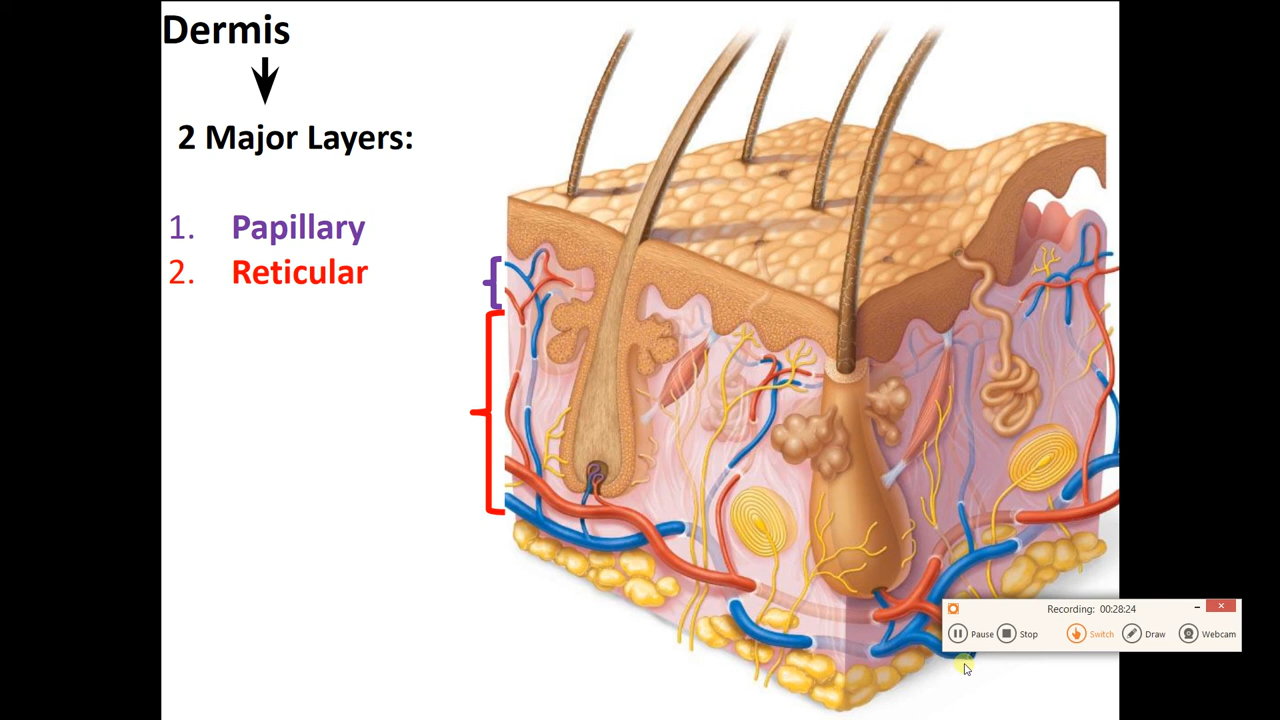 Dermis
2 Major Layers:
1. Papillary
2. Reticular
Recording: 00:28:24
Pause Stop Switch Draw Webcam